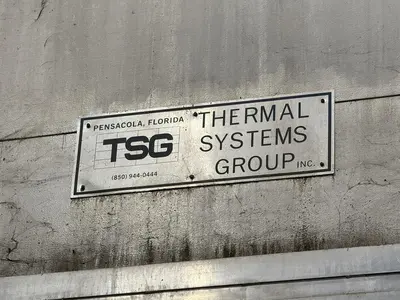 PENSACOLA, FLORIDA
TSG
(850) 944-0444
THERMAL
SYSTEMS
GROUP INC.